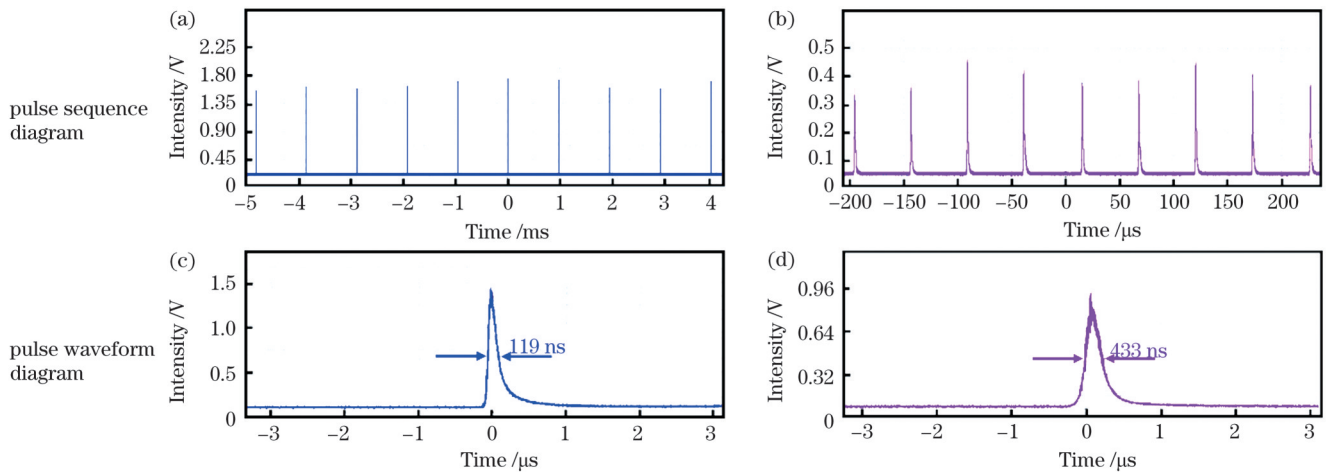 pulse sequence
diagram
(a)
Intensity /V
2.25
1.80
1.35
0.90
0.45
0
−5 −4 −3 −2 −1 0 1 2 3 4
Time /ms
(b)
Intensity /V
0.5
0.4
0.3
0.2
0.1
0
−200 −150 −100 −50 0 50 100 150 200
Time /μs
pulse waveform
diagram
(c)
Intensity /V
1.5
1.0
0.5
0
119 ns
−3 −2 −1 0 1 2 3
Time /μs
(d)
Intensity /V
0.96
0.64
0.32
0
433 ns
−3 −2 −1 0 1 2 3
Time /μs